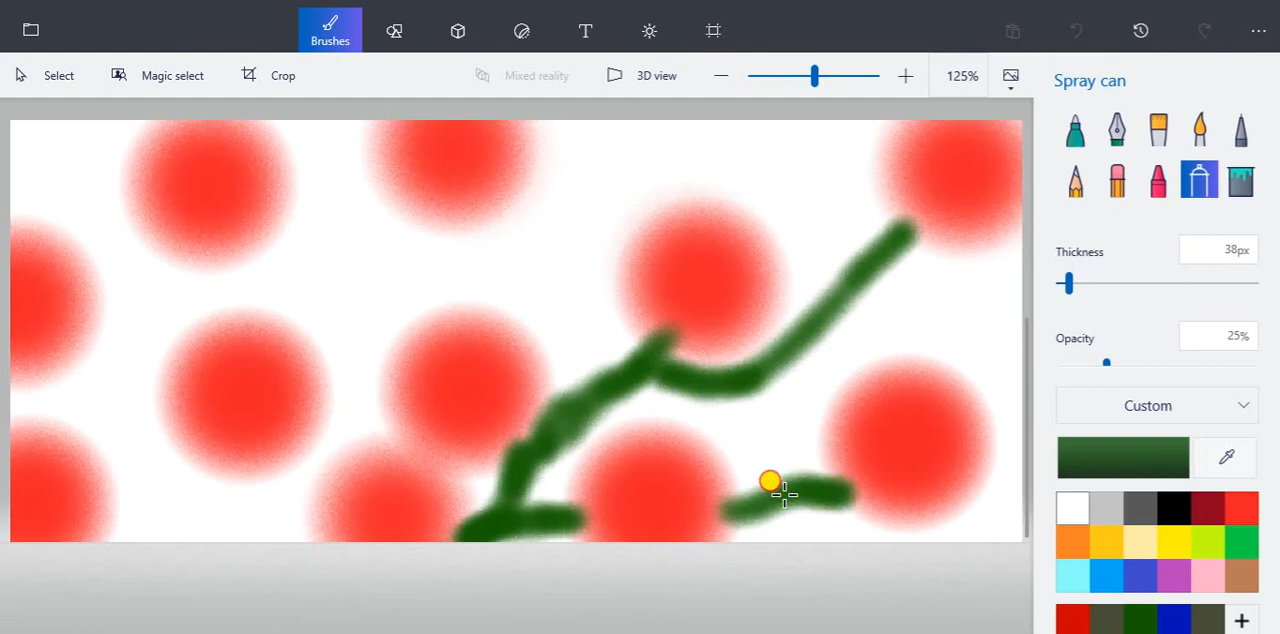 Brushes
Select
Magic select
Crop
Mixed reality
3D view
125%
Spray can
Thickness
38px
Opacity
25%
Custom